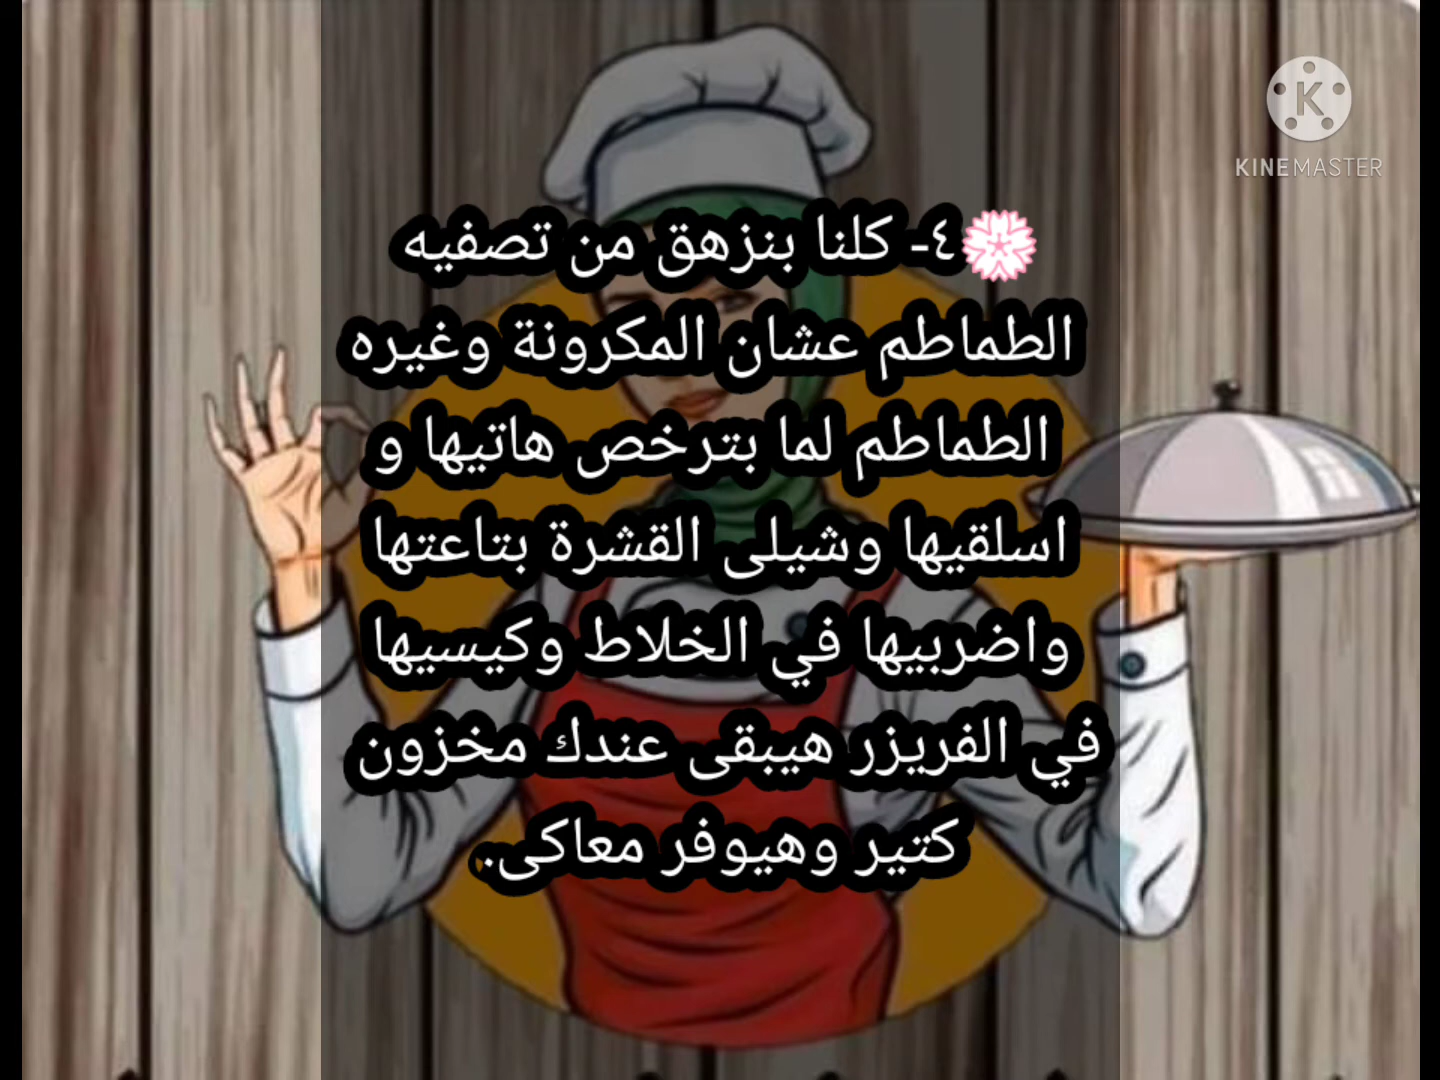 💮٤- كلنا بنزهق من تصفيه
الطماطم عشان المكرونة وغيره
الطماطم لما بترخص هاتيها و
اسلقيها وشيلى القشرة بتاعتها
واضربيها في الخلاط وكيسيها
في الفريزر هيبقى عندك مخزون
كتير وهيوفر معاكى.
K
KINEMASTER